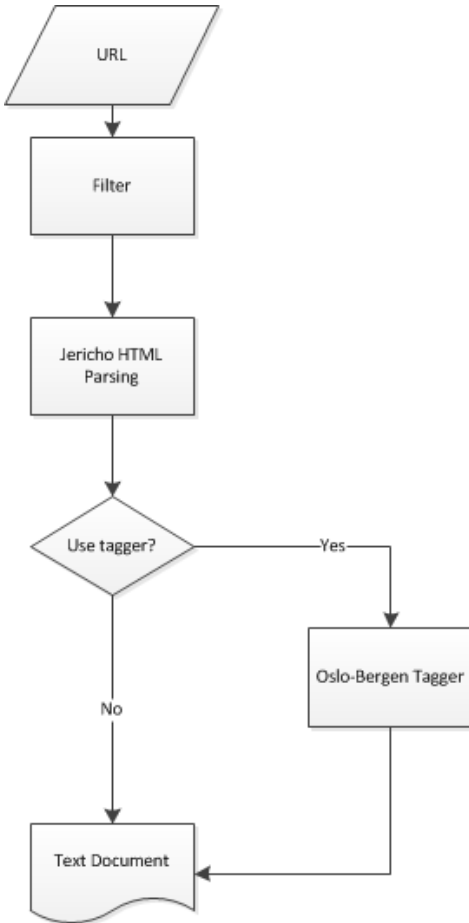 URL
Filter
Jericho HTML
Parsing
Use tagger?
Yes
Oslo-Bergen Tagger
No
Text Document